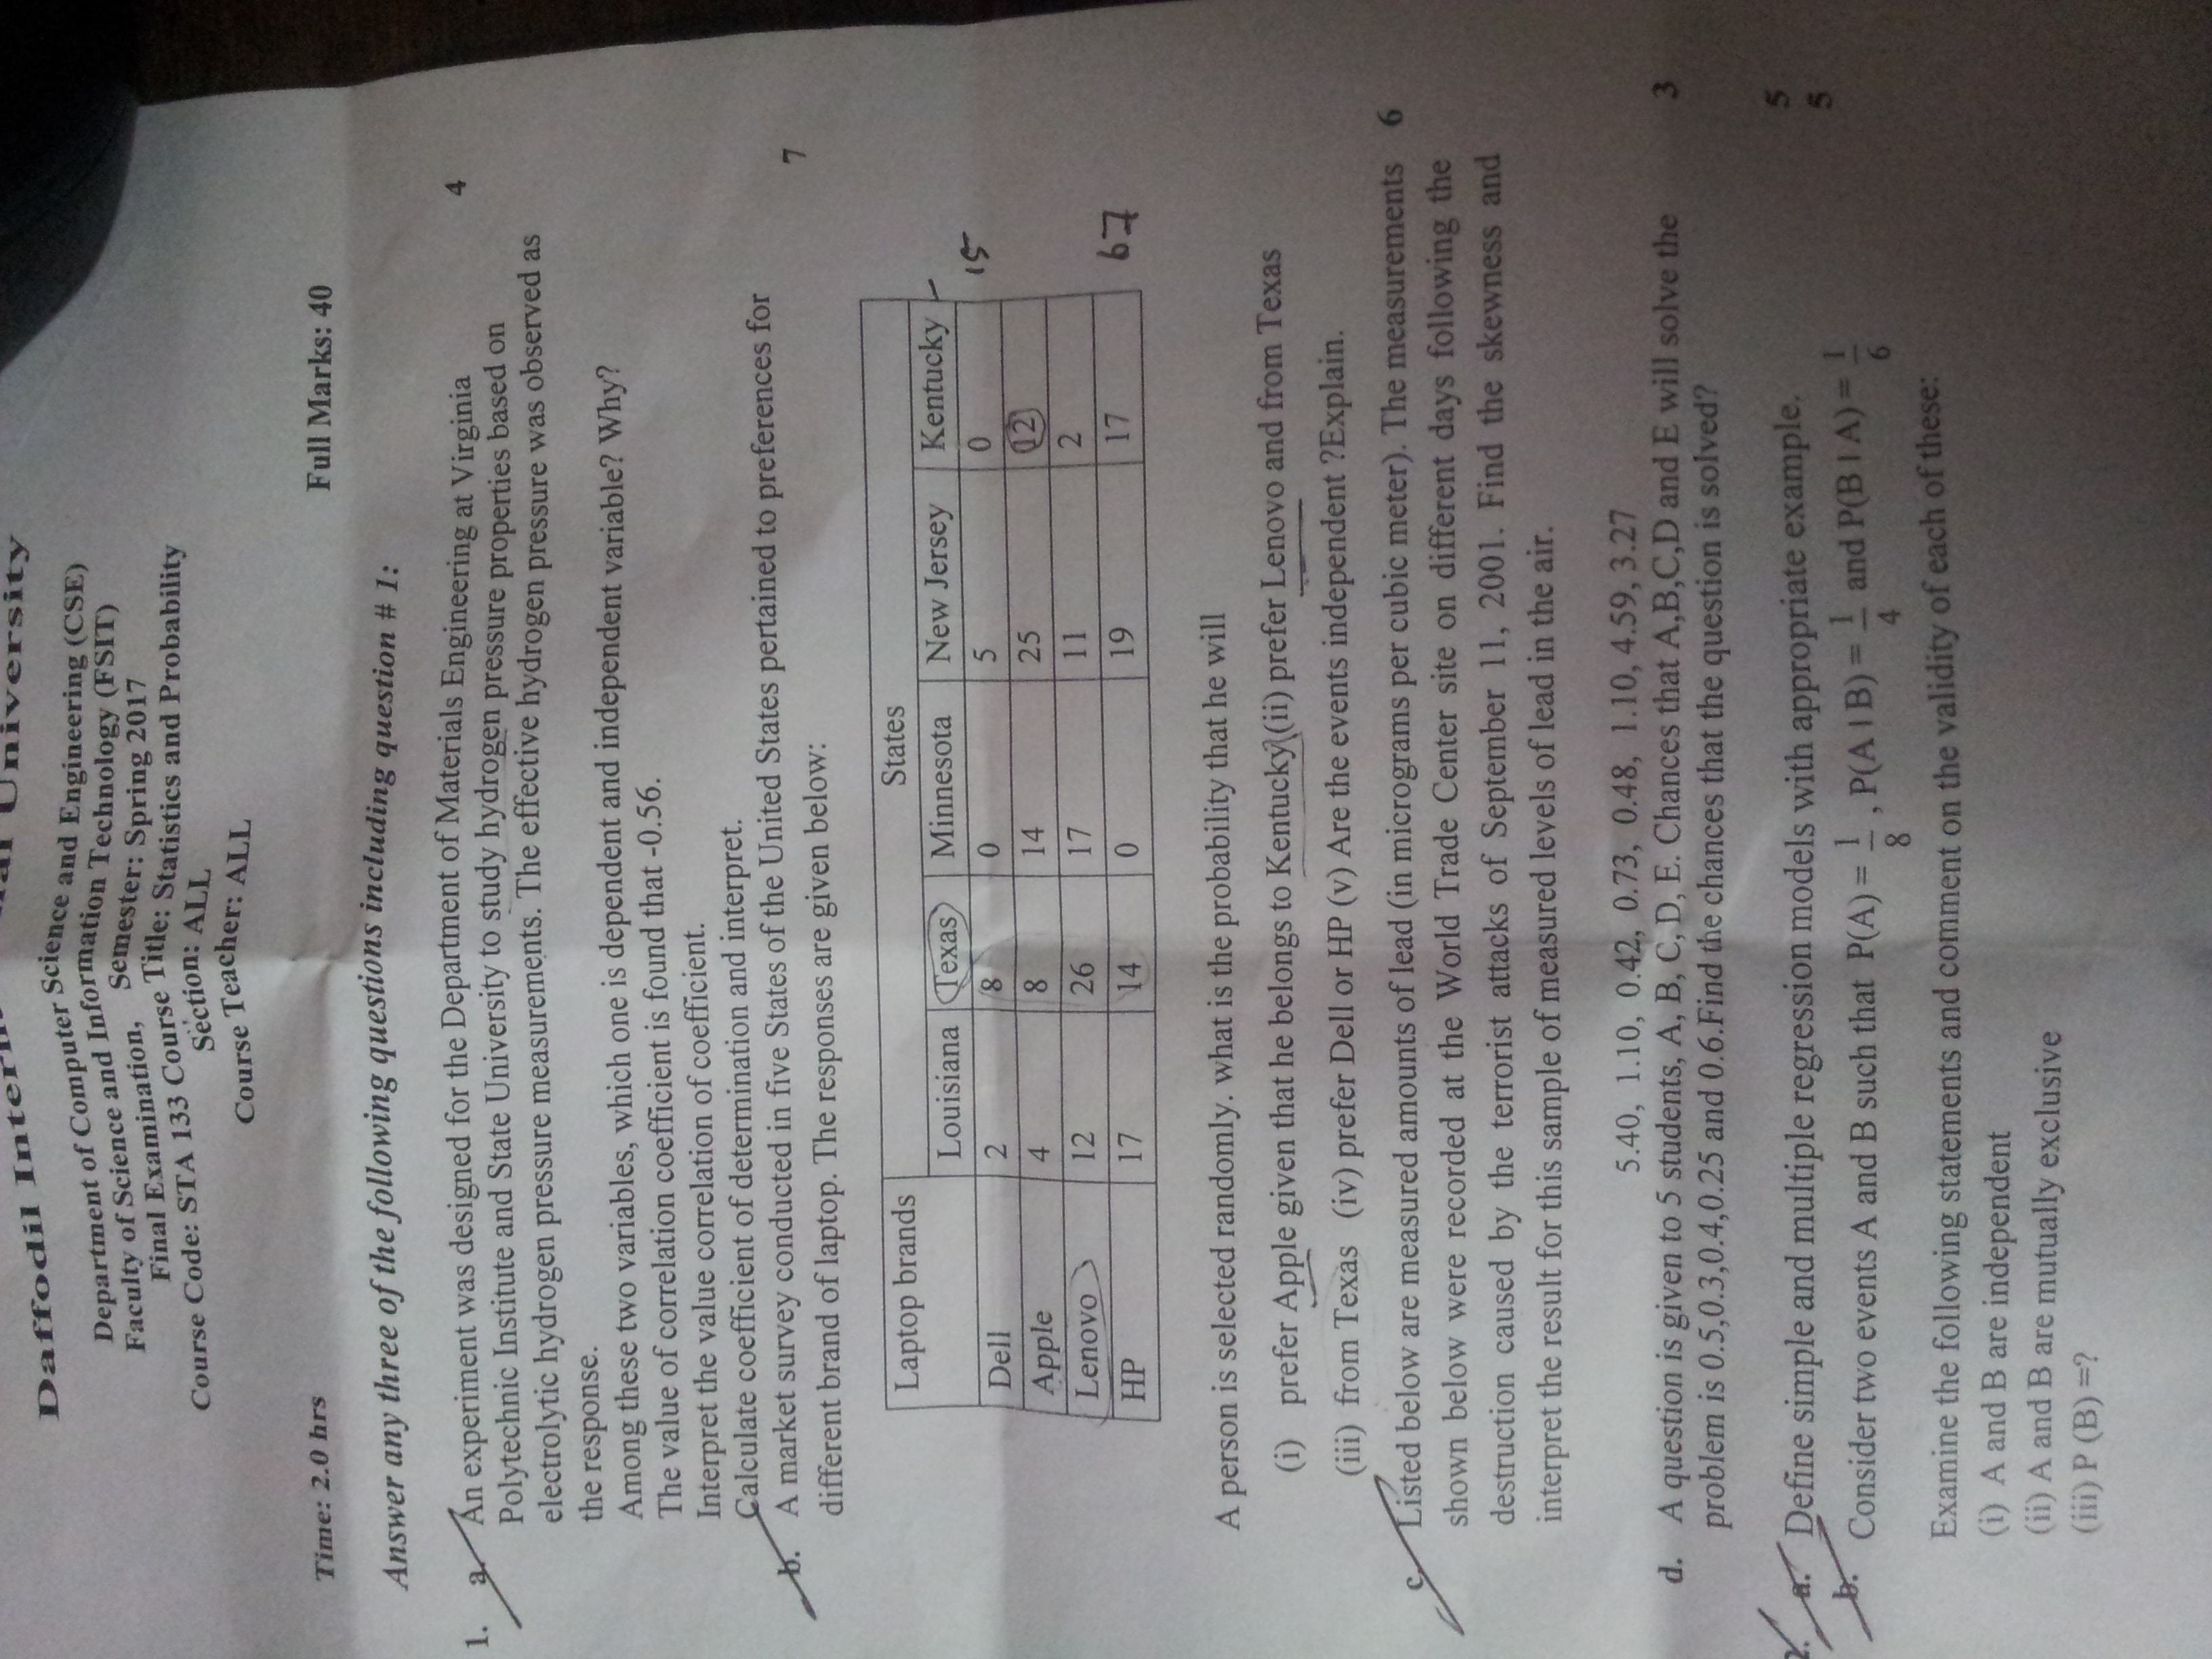 Daffodil University
Department of Computer Science and Engineering (CSE)
Faculty of Science and Information Technology (FSIT)
Final Examination, Semester: Spring 2017
Course Code: STA 133 Course Title: Statistics and Probability
Section: ALL
Course Teacher: ALL
Time: 2.0 hrs Full Marks: 40
Answer any three of the following questions including question # 1:
1. a. An experiment was designed for the Department of Materials Engineering at Virginia 4
Polytechnic Institute and State University to study hydrogen pressure properties based on
electrolytic hydrogen pressure measurements. The effective hydrogen pressure was observed as
the response.
Among these two variables, which one is dependent and independent variable? Why?
The value of correlation coefficient is found that -0.56.
Interpret the value correlation of coefficient.
Calculate coefficient of determination and interpret.
b. A market survey conducted in five States of the United States pertained to preferences for 7
different brand of laptop. The responses are given below:
Laptop brands States
Louisiana Texas Minnesota New Jersey Kentucky
Dell 2 8 0 5 0 15
Apple 4 8 14 25 12
Lenovo 12 26 17 11 2
HP 17 14 0 19 17 67
A person is selected randomly. what is the probability that he will
(i) prefer Apple given that he belongs to Kentucky (ii) prefer Lenovo and from Texas
(iii) from Texas (iv) prefer Dell or HP (v) Are the events independent ?Explain.
c. Listed below are measured amounts of lead (in micrograms per cubic meter). The measurements 6
shown below were recorded at the World Trade Center site on different days following the
destruction caused by the terrorist attacks of September 11, 2001. Find the skewness and
interpret the result for this sample of measured levels of lead in the air.
5.40, 1.10, 0.42, 0.73, 0.48, 1.10, 4.59, 3.27
d. A question is given to 5 students, A, B, C, D, E. Chances that A,B,C,D and E will solve the 3
problem is 0.5,0.3,0.4,0.25 and 0.6.Find the chances that the question is solved?
2. a. Define simple and multiple regression models with appropriate example. 5
b. Consider two events A and B such that P(A) = 1/8 , P(A I B) = 1/4 and P(B I A) = 1/6 5
Examine the following statements and comment on the validity of each of these:
(i) A and B are independent
(ii) A and B are mutually exclusive
(iii) P (B) =?